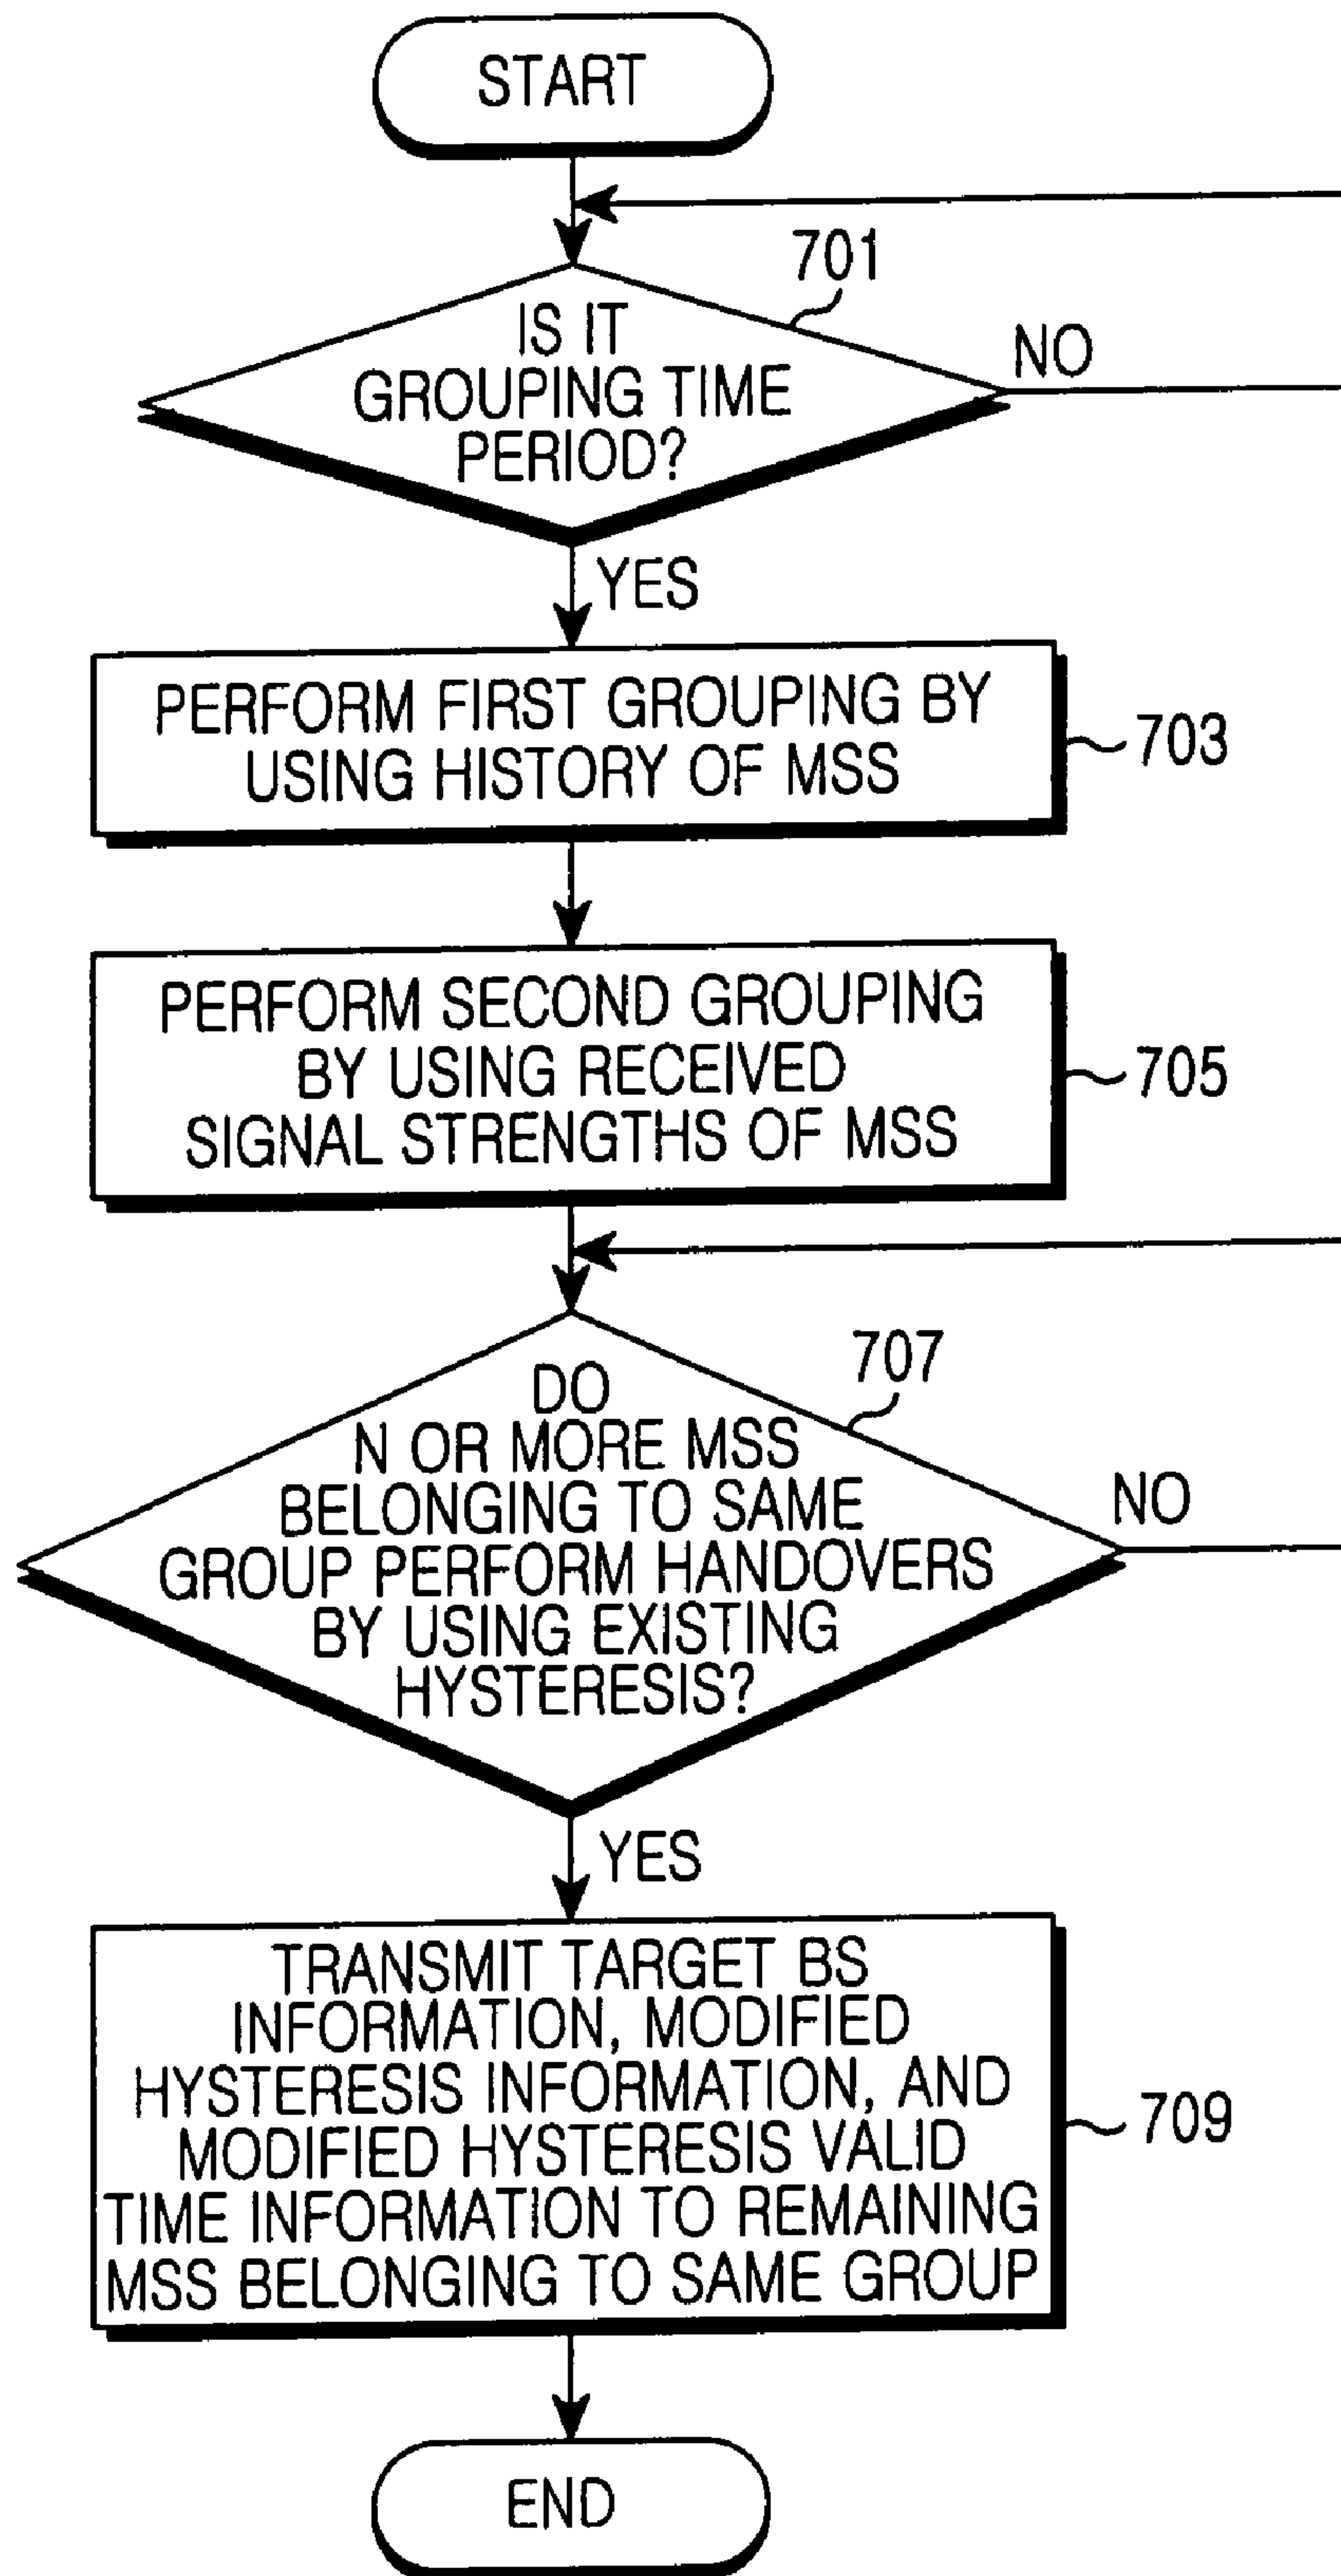 START
701
IS IT
GROUPING TIME
PERIOD?
NO
YES
PERFORM FIRST GROUPING BY
USING HISTORY OF MSS
703
PERFORM SECOND GROUPING
BY USING RECEIVED
SIGNAL STRENGTHS OF MSS
705
707
DO
N OR MORE MSS
BELONGING TO SAME
GROUP PERFORM HANDOVERS
BY USING EXISTING
HYSTERESIS?
NO
YES
TRANSMIT TARGET BS
INFORMATION, MODIFIED
HYSTERESIS INFORMATION, AND
MODIFIED HYSTERESIS VALID
TIME INFORMATION TO REMAINING
MSS BELONGING TO SAME GROUP
709
END